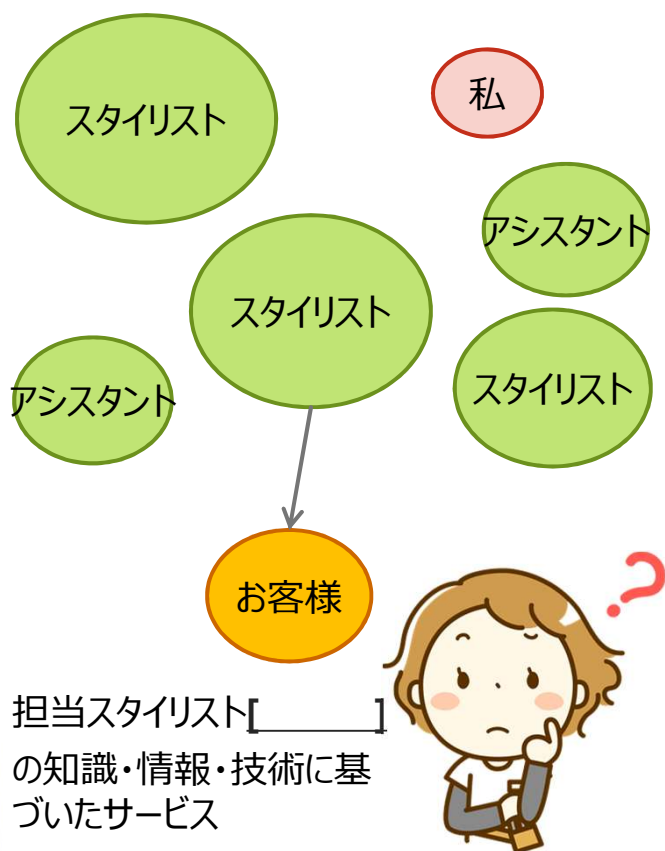 スタイリスト
私
アシスタント
スタイリスト
アシスタント
スタイリスト
お客様
?
担当スタイリスト[______]
の知識・情報・技術に基
づいたサービス